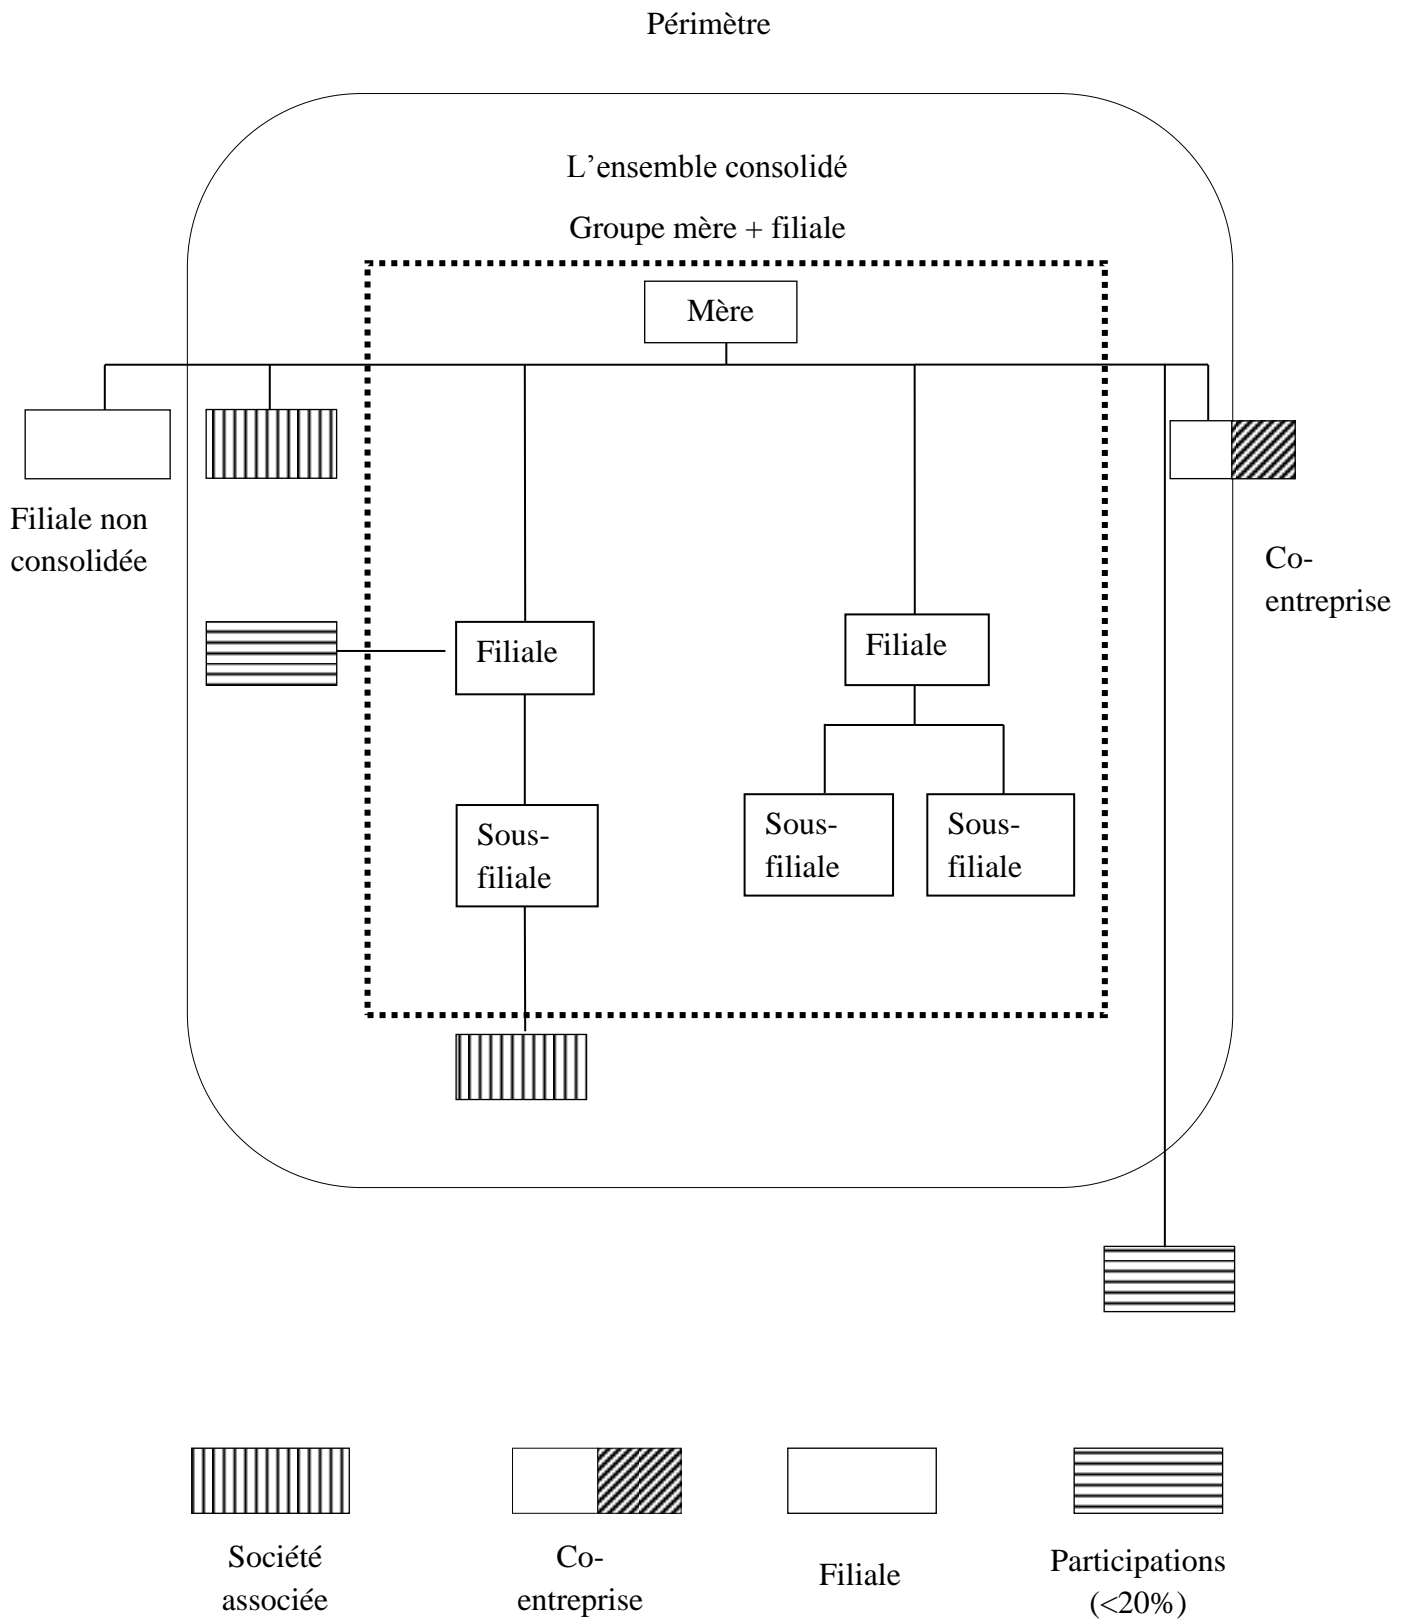 Périmètre
L’ensemble consolidé
Groupe mère + filiale
Mère
Filiale non
consolidée
Co-
entreprise
Filiale
Filiale
Sous-
filiale
Sous-
filiale
Sous-
filiale
Société
associée
Co-
entreprise
Filiale
Participations
(<20%)